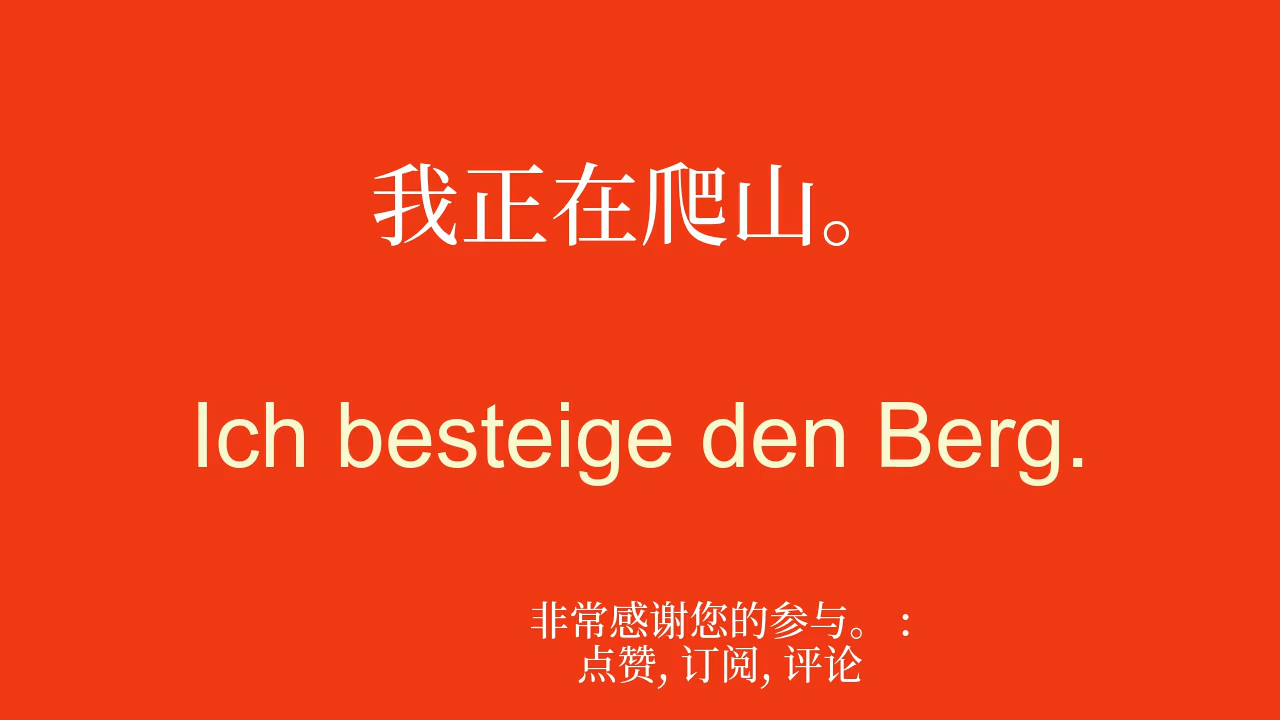 我正在爬山。
Ich besteige den Berg.
非常感谢您的参与。 :
点赞, 订阅, 评论